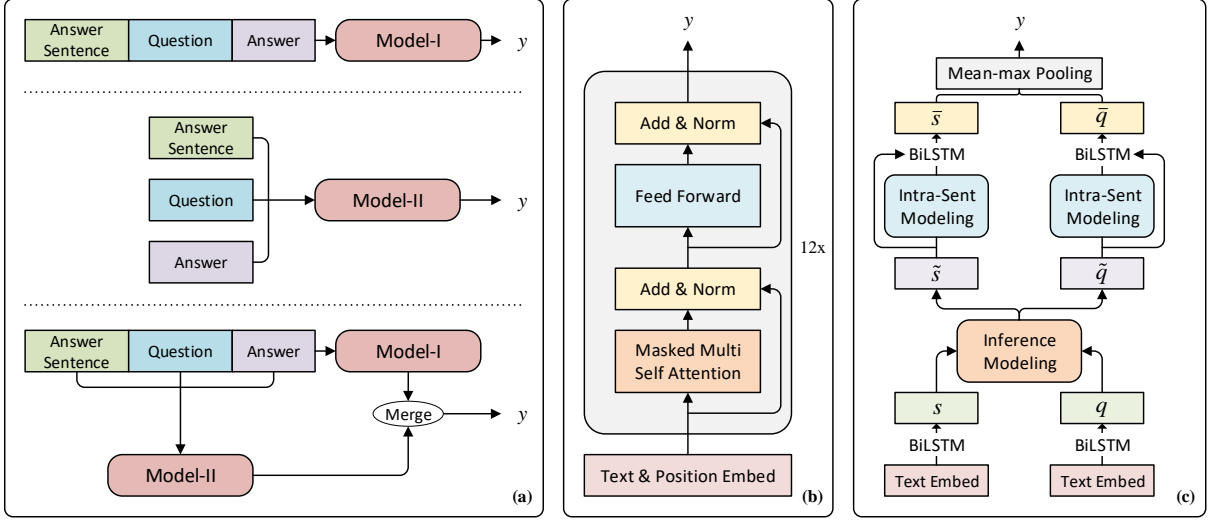 Answer
Sentence
Question
Answer
Model-I
y
Answer
Sentence
Question
Answer
Model-II
y
Answer
Sentence
Question
Answer
Model-I
Merge
y
Model-II
(a)
y
Add & Norm
Feed Forward
12x
Add & Norm
Masked Multi
Self Attention
Text & Position Embed
(b)
y
Mean-max Pooling
s̅
q̅
BiLSTM
BiLSTM
Intra-Sent
Modeling
Intra-Sent
Modeling
s̃
q̃
Inference
Modeling
s
q
BiLSTM
BiLSTM
Text Embed
Text Embed
(c)